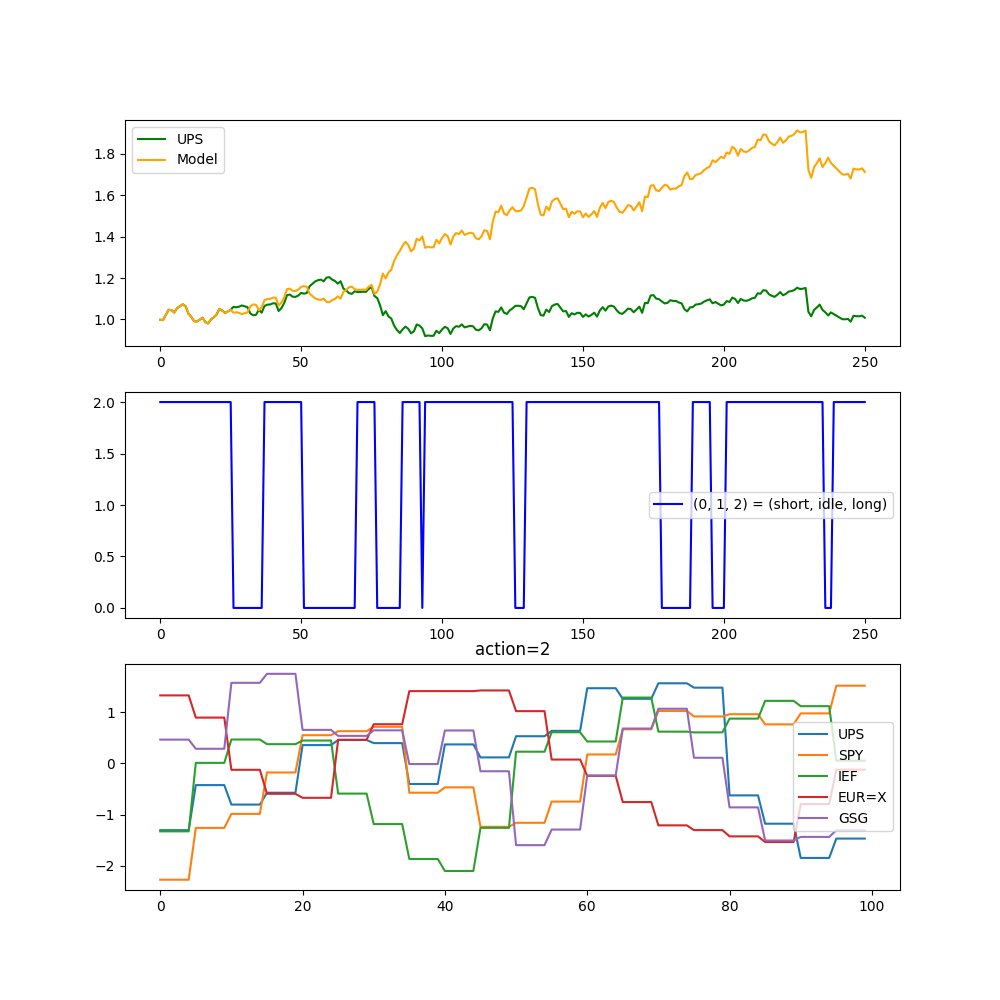 UPS
Model
1.8
1.6
1.4
1.2
1.0
0 50 100 150 200 250
2.0
1.5
1.0
0.5
0.0
(0, 1, 2) = (short, idle, long)
0 50 100 150 200 250
action=2
1
0
−1
−2
UPS
SPY
IEF
EUR=X
GSG
0 20 40 60 80 100